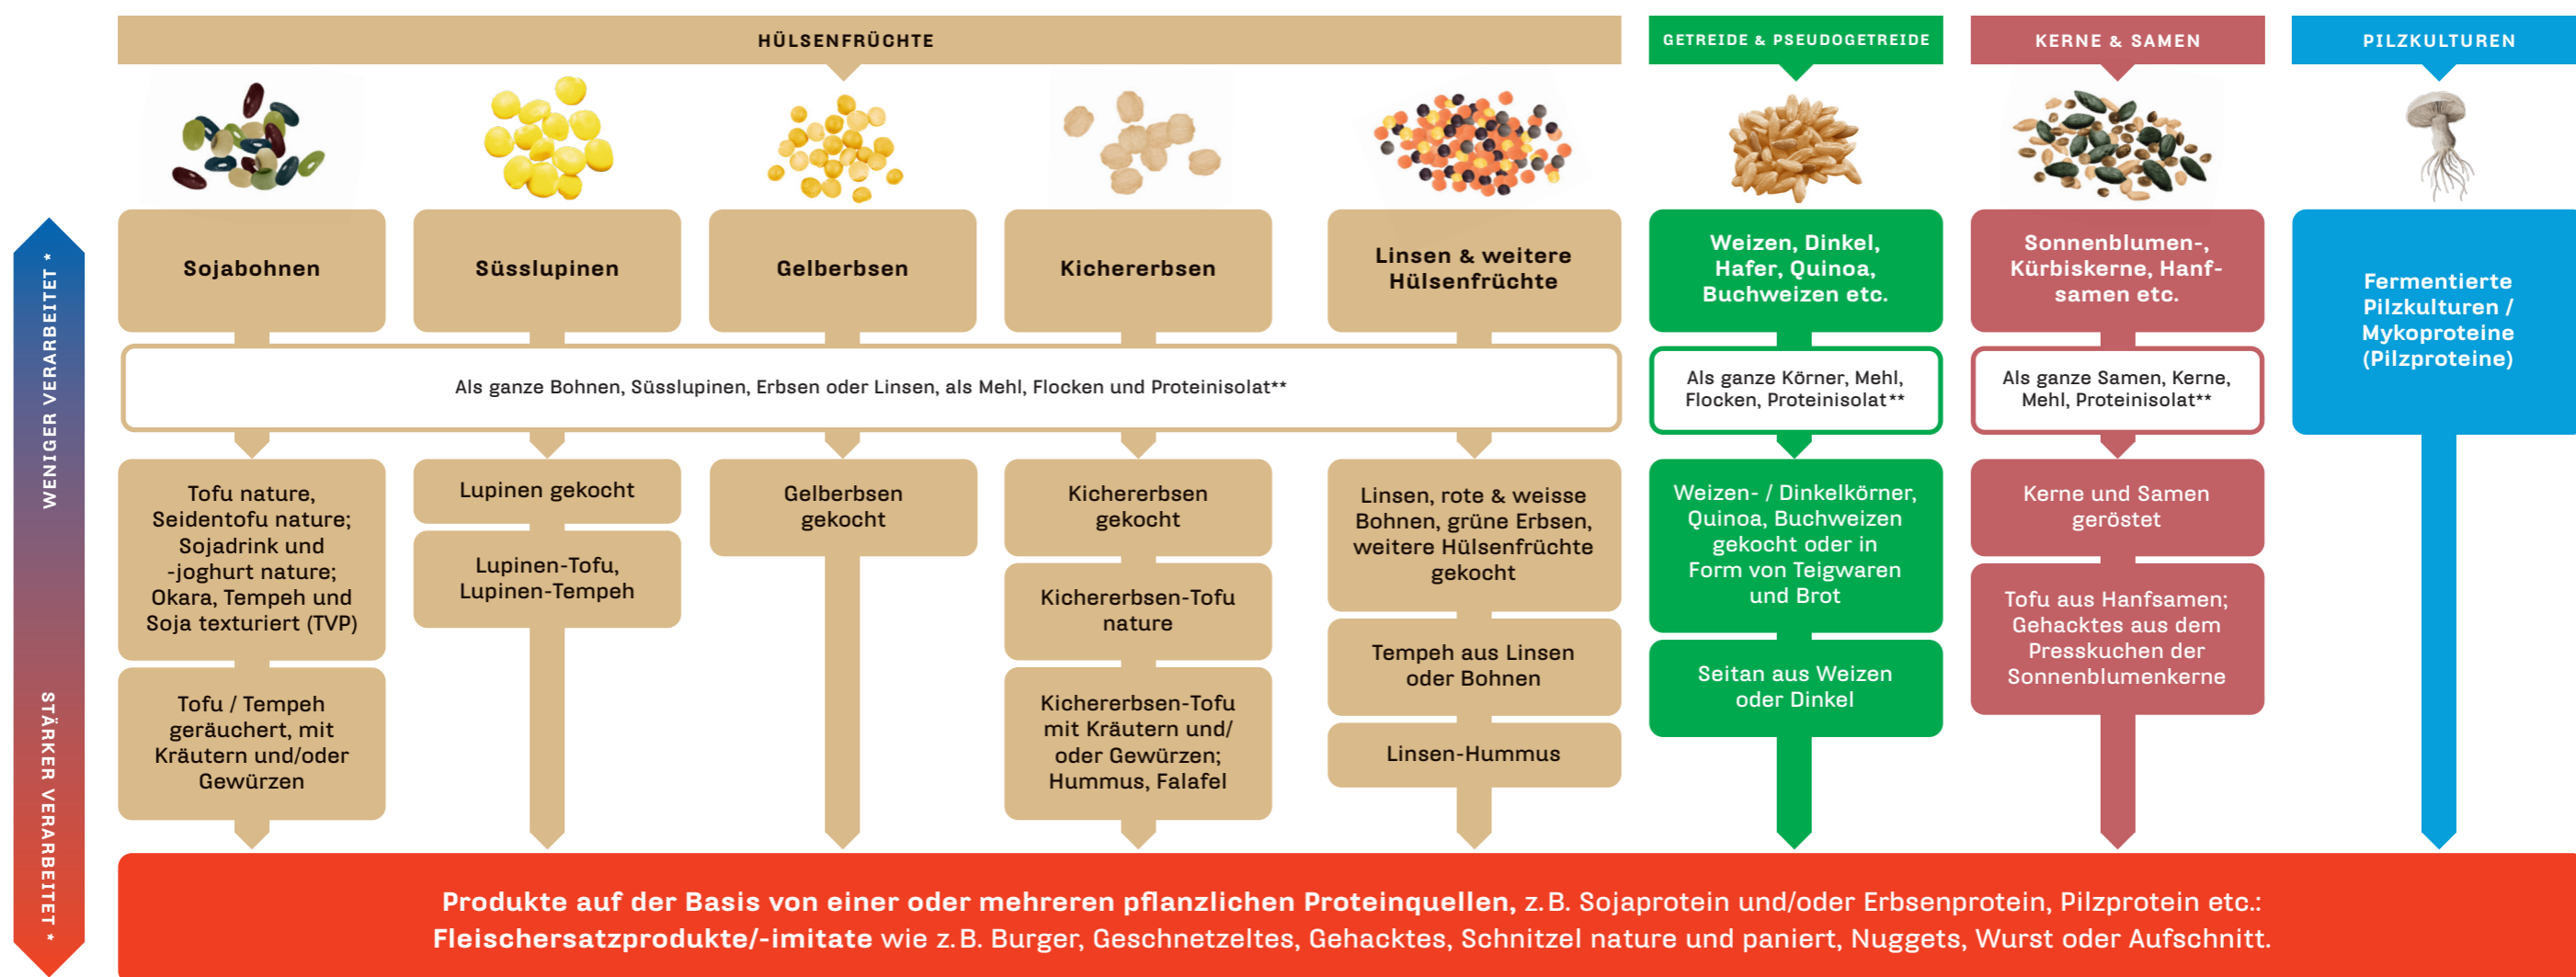 HÜLSENFRÜCHTE
GETREIDE & PSEUDOGETREIDE
KERNE & SAMEN
PILZKULTUREN
WENIGER VERARBEITET *
STÄRKER VERARBEITET *
Sojabohnen
Süsslupinen
Gelberbsen
Kichererbsen
Linsen & weitere
Hülsenfrüchte
Weizen, Dinkel,
Hafer, Quinoa,
Buchweizen etc.
Sonnenblumen-,
Kürbiskerne, Hanf-
samen etc.
Fermentierte
Pilzkulturen /
Mykoproteine
(Pilzproteine)
Als ganze Bohnen, Süsslupinen, Erbsen oder Linsen, als Mehl, Flocken und Proteinisolat**
Als ganze Körner, Mehl,
Flocken, Proteinisolat**
Als ganze Samen, Kerne,
Mehl, Proteinisolat**
Tofu nature,
Seidentofu nature;
Sojadrink und
-joghurt nature;
Okara, Tempeh und
Soja texturiert (TVP)
Tofu / Tempeh
geräuchert, mit
Kräutern und/oder
Gewürzen
Lupinen gekocht
Lupinen-Tofu,
Lupinen-Tempeh
Gelberbsen
gekocht
Kichererbsen
gekocht
Kichererbsen-Tofu
nature
Kichererbsen-Tofu
mit Kräutern und/
oder Gewürzen;
Hummus, Falafel
Linsen, rote & weisse
Bohnen, grüne Erbsen,
weitere Hülsenfrüchte
gekocht
Tempeh aus Linsen
oder Bohnen
Linsen-Hummus
Weizen- / Dinkelkörner,
Quinoa, Buchweizen
gekocht oder in
Form von Teigwaren
und Brot
Seitan aus Weizen
oder Dinkel
Kerne und Samen
geröstet
Tofu aus Hanfsamen;
Gehacktes aus dem
Presskuchen der
Sonnenblumenkerne
Produkte auf der Basis von einer oder mehreren pflanzlichen Proteinquellen, z.B. Sojaprotein und/oder Erbsenprotein, Pilzprotein etc.:
Fleischersatzprodukte/-imitate wie z.B. Burger, Geschnetzeltes, Gehacktes, Schnitzel nature und paniert, Nuggets, Wurst oder Aufschnitt.